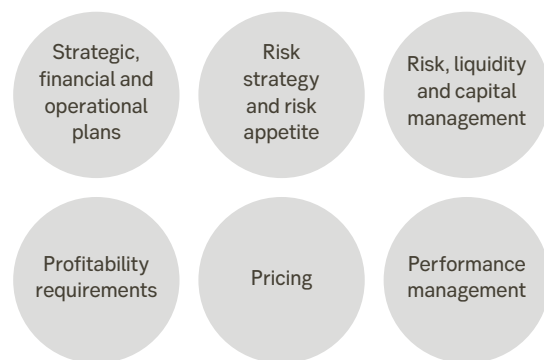 Strategic,
financial and
operational
plans
Risk
strategy
and risk
appetite
Risk, liquidity
and capital
management
Profitability
requirements
Pricing
Performance
management